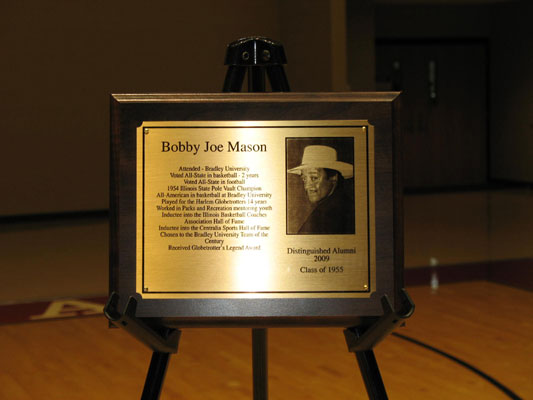 Bobby Joe Mason
Attended - Bradley University
Voted All-State in basketball - 2 years
Voted All-State in football
1954 Illinois State Pole Vault Champion
All-American in basketball at Bradley University
Played for the Harlem Globetrotters 14 years
Worked in Parks and Recreation mentoring youth
Inductee into the Illinois Basketball Coaches
Association Hall of Fame
Inductee into the Centralia Sports Hall of Fame
Chosen to the Bradley University Team of the
Century
Received Globetrotter's Legend Award
Distinguished Alumni
2009
Class of 1955
A